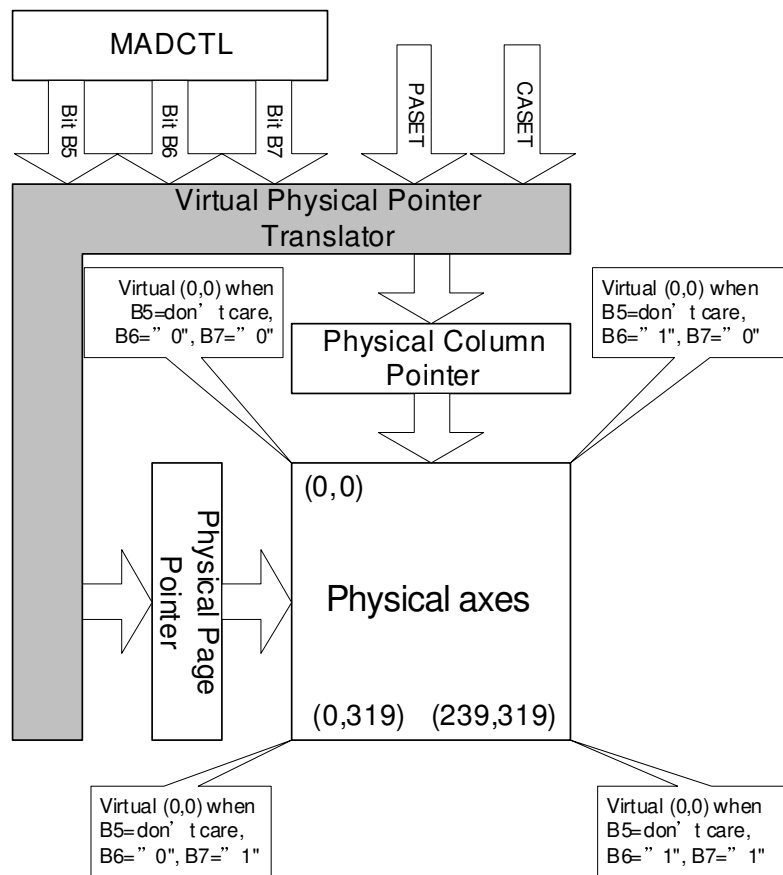 MADCTL
Bit B5
Bit B6
Bit B7
PASET
CASET
Virtual Physical Pointer
Translator
Virtual (0,0) when
B5=don’ t care,
B6=” 0", B7=” 0"
Physical Column
Pointer
Virtual (0,0) when
B5=don’ t care,
B6=” 1", B7=” 0"
Physical Page
Pointer
(0,0)
Physical axes
(0,319)
(239,319)
Virtual (0,0) when
B5=don’ t care,
B6=” 0", B7=” 1"
Virtual (0,0) when
B5=don’ t care,
B6=” 1", B7=” 1"